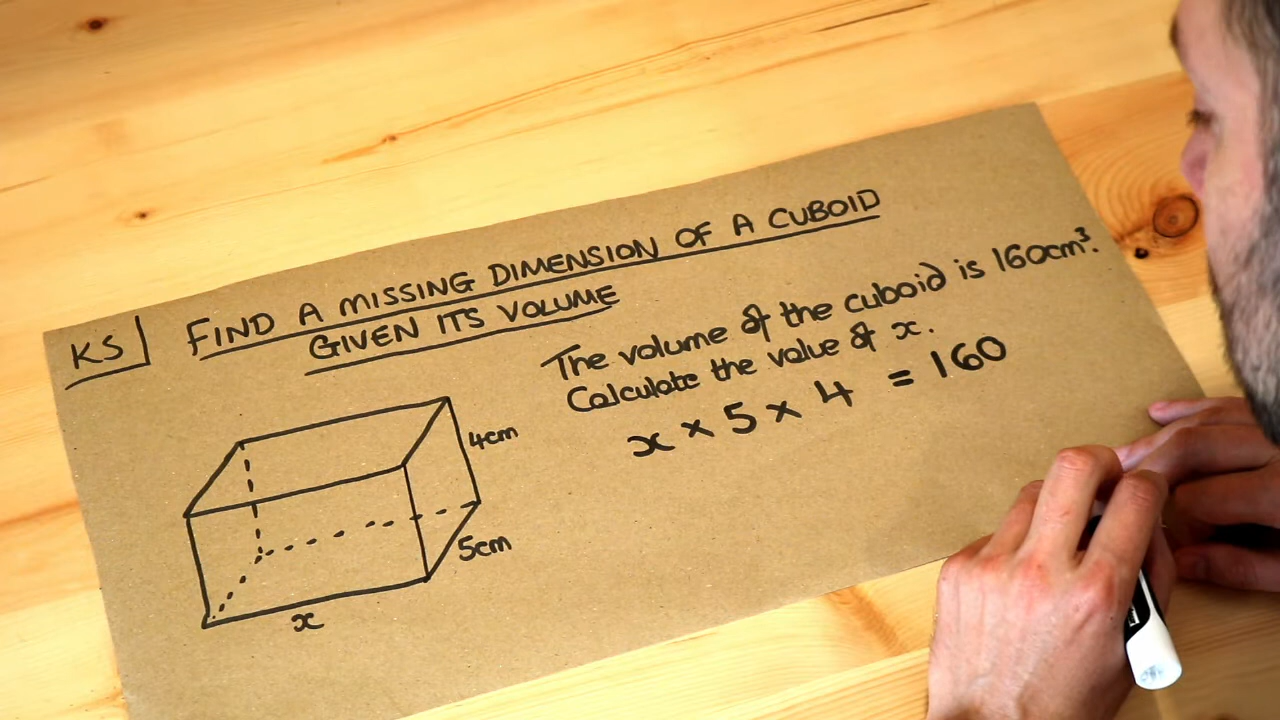 KS
FIND A MISSING DIMENSION OF A CUBOID
GIVEN ITS VOLUME
The volume of the cuboid is 160cm³.
Calculate the value of x.
x × 5 × 4 = 160
4cm
5cm
x